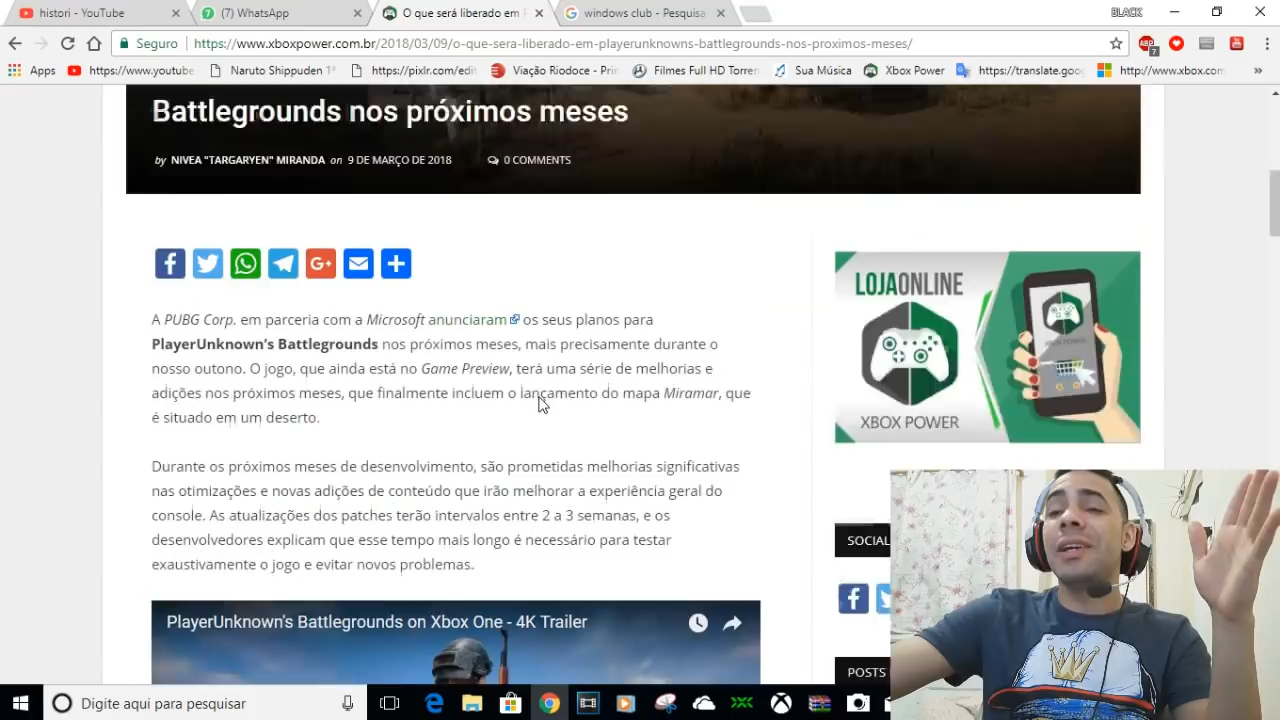 histori - YouTube
(7) WhatsApp
O que será liberado em
windows club - Pesquisa
BLACK
Seguro
https://www.xboxpower.com.br/2018/03/09/o-que-sera-liberado-em-playerunknowns-battlegrounds-nos-proximos-meses/
ABP
7
Apps
https://www.youtube
Naruto Shippuden 1ª
https://pixlr.com/edit
Viação Riodoce - Prin
Filmes Full HD Torren
Sua Música
Xbox Power
https://translate.goog
http://www.xbox.com
»
Battlegrounds nos próximos meses
by NIVEA "TARGARYEN" MIRANDA on 9 DE MARÇO DE 2018
0 COMMENTS
G+
A PUBG Corp. em parceria com a Microsoft anunciaram os seus planos para
PlayerUnknown's Battlegrounds nos próximos meses, mais precisamente durante o
nosso outono. O jogo, que ainda está no Game Preview, terá uma série de melhorias e
adições nos próximos meses, que finalmente incluem o lançamento do mapa Miramar, que
é situado em um deserto.
Durante os próximos meses de desenvolvimento, são prometidas melhorias significativas
nas otimizações e novas adições de conteúdo que irão melhorar a experiência geral do
console. As atualizações dos patches terão intervalos entre 2 a 3 semanas, e os
desenvolvedores explicam que esse tempo mais longo é necessário para testar
exaustivamente o jogo e evitar novos problemas.
PlayerUnknown's Battlegrounds on Xbox One - 4K Trailer
LOJAONLINE
XBOX POWER
SOCIAL
POSTS
Digite aqui para pesquisar